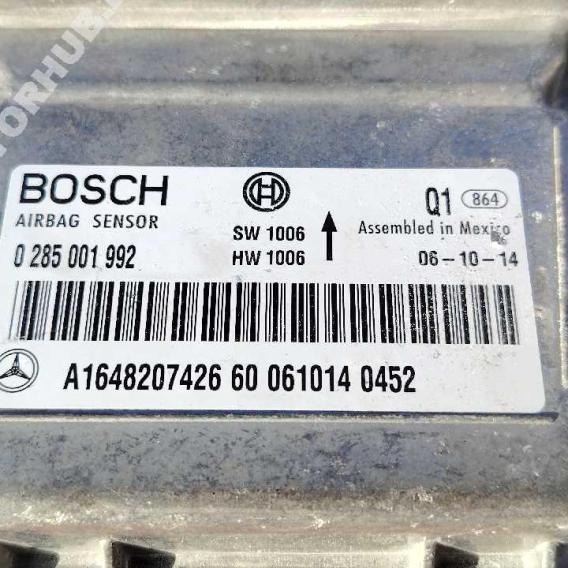 BOSCH
AIRBAG SENSOR
0 285 001 992
SW 1006
HW 1006
Q1 864
Assembled in Mexico
06-10-14
A1648207426 60 061014 0452